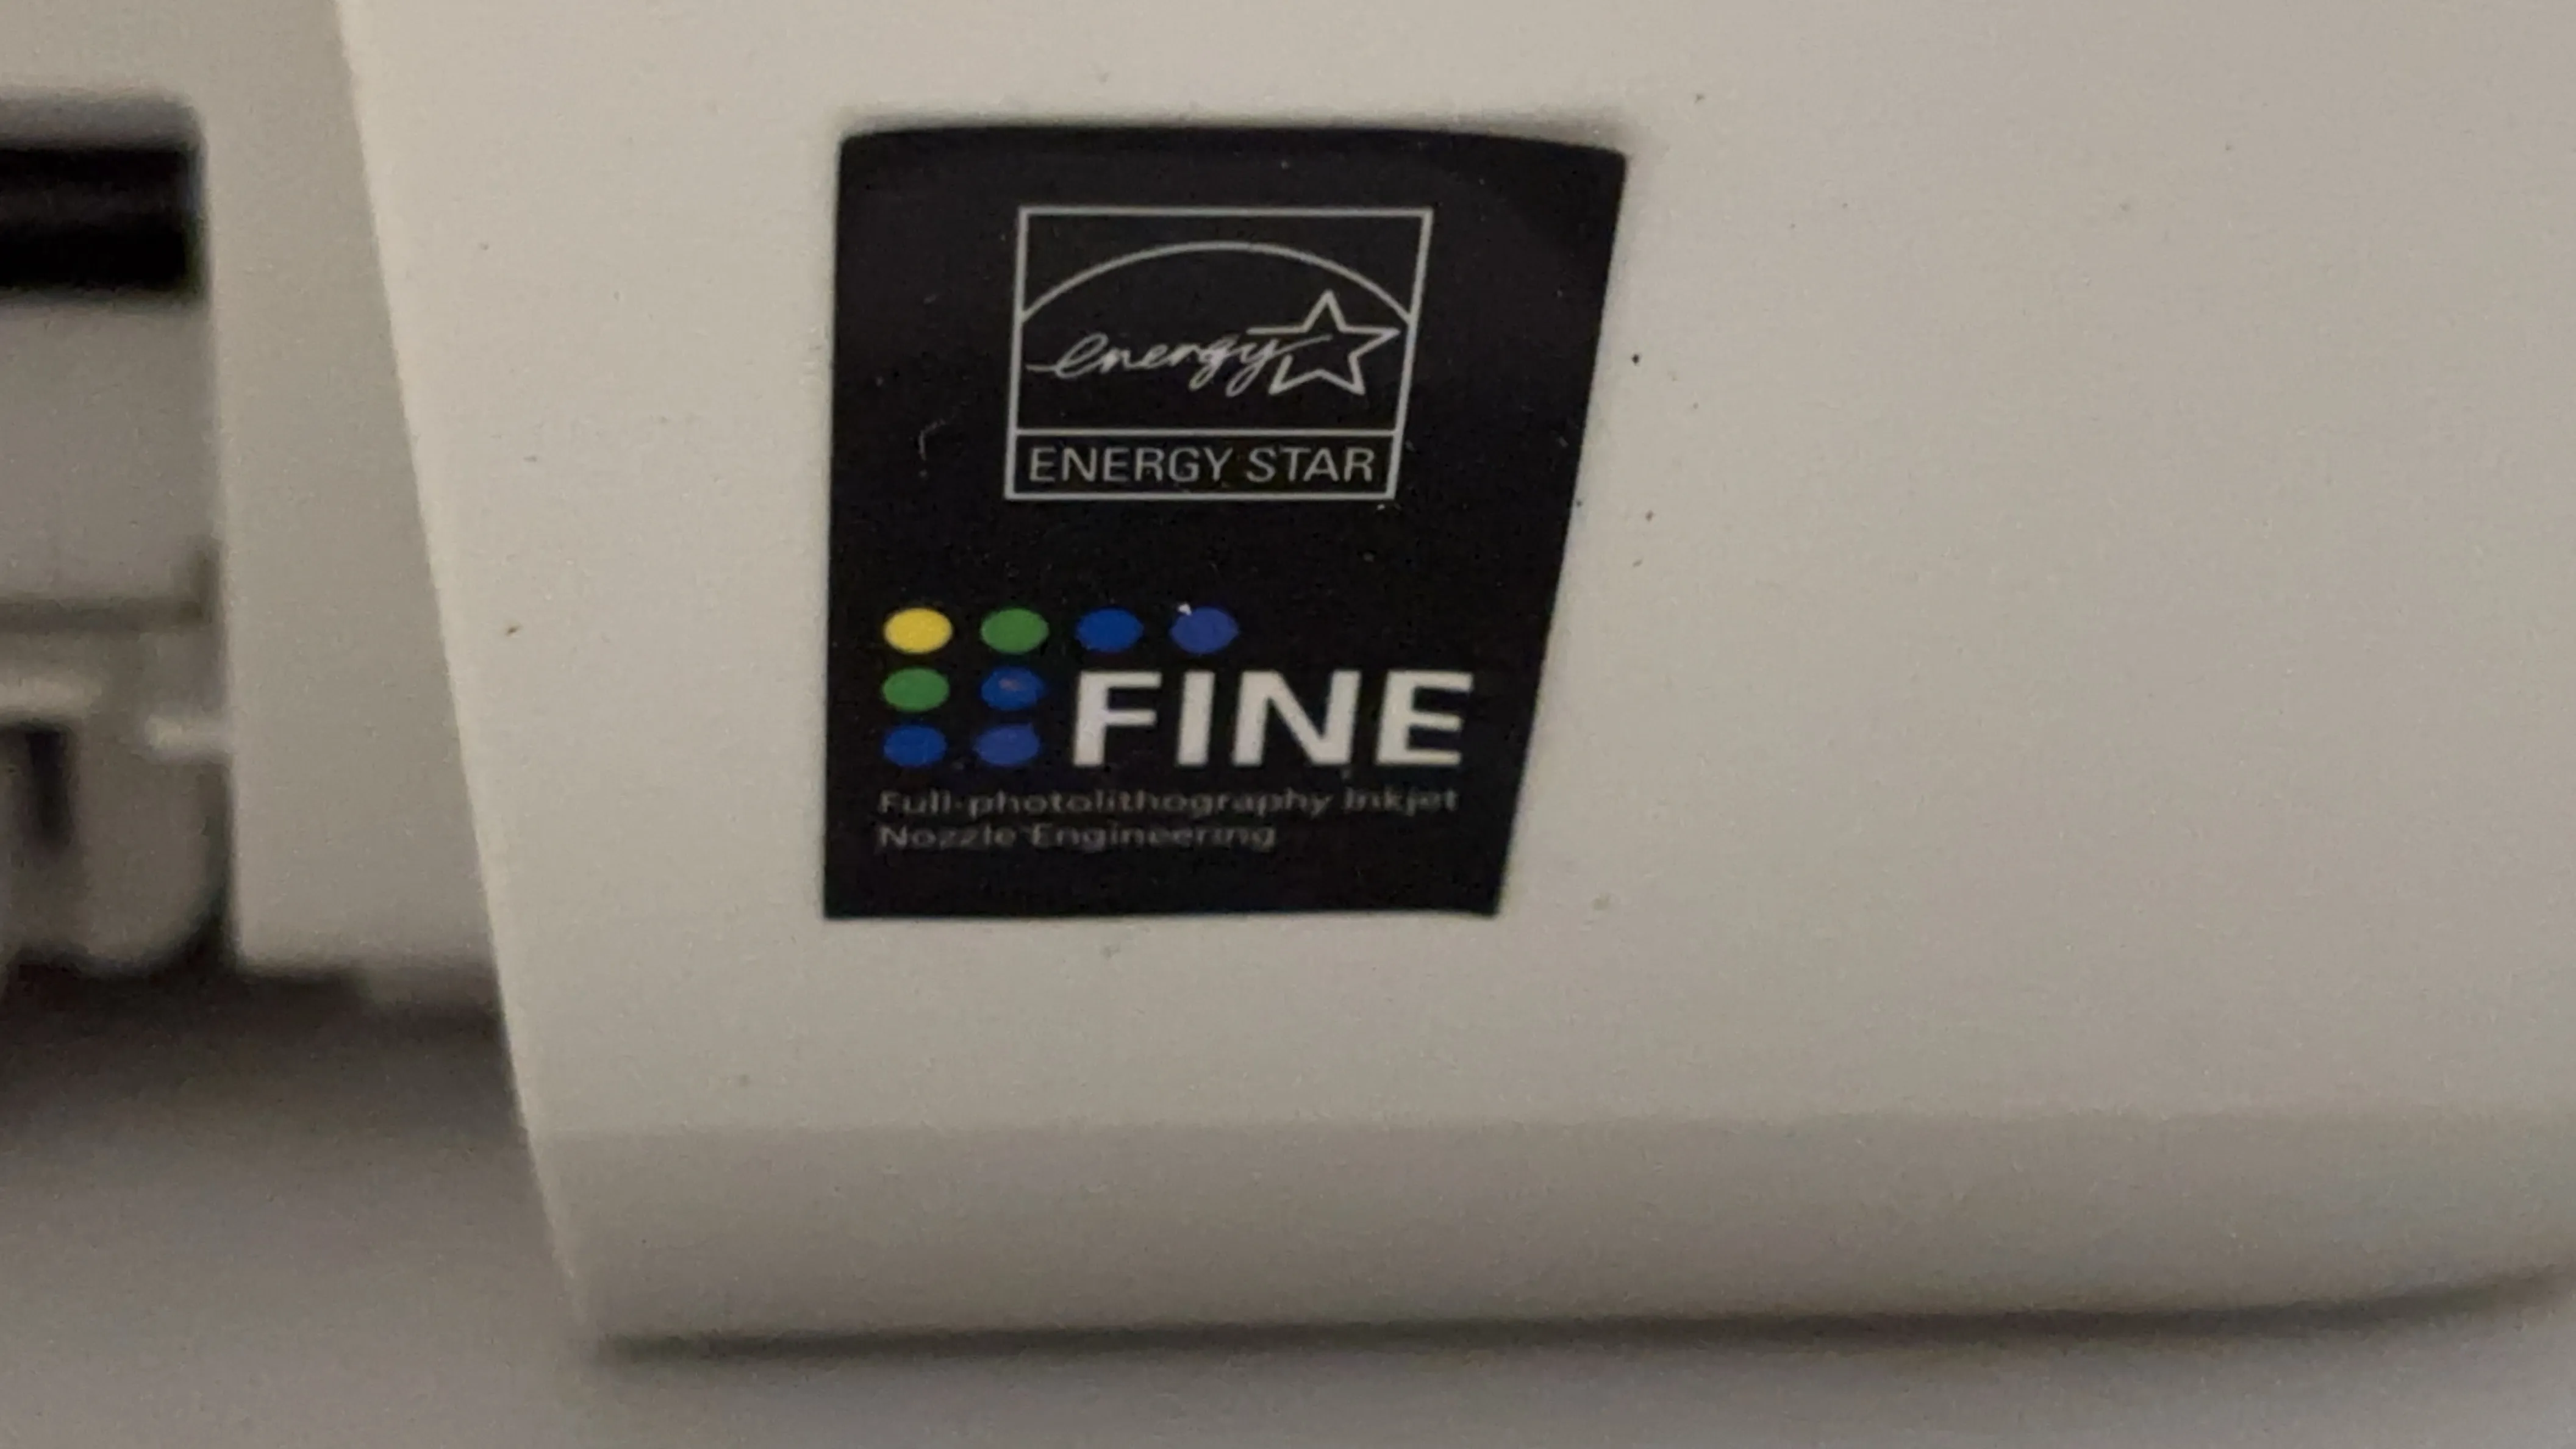 energy
ENERGY STAR
FINE
Full-photolithography Inkjet
Nozzle Engineering